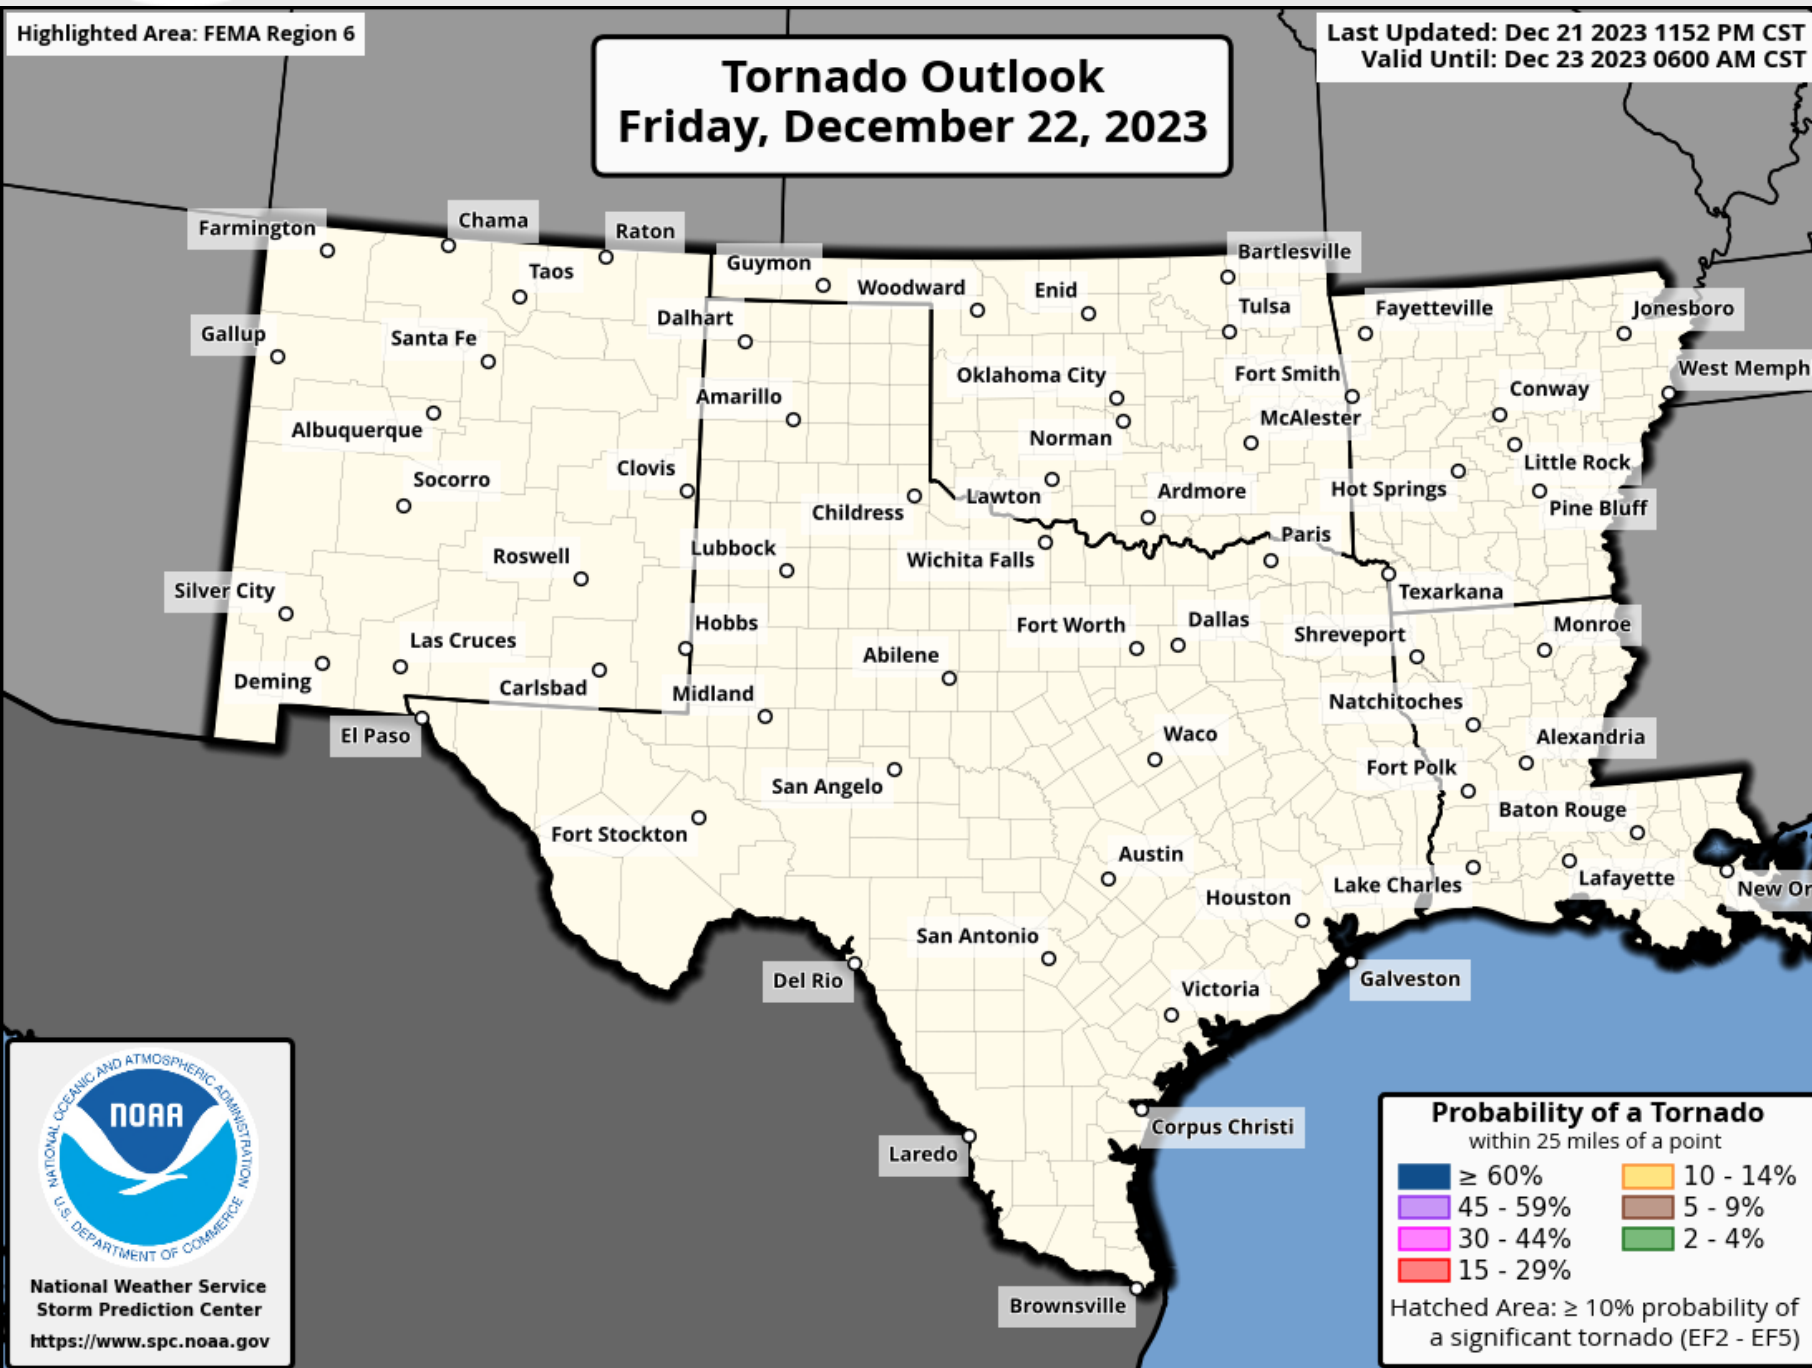 Highlighted Area: FEMA Region 6
Last Updated: Dec 21 2023 1152 PM CST
Valid Until: Dec 23 2023 0600 AM CST
Tornado Outlook
Friday, December 22, 2023
Farmington
Chama
Raton
Taos
Guymon
Woodward
Enid
Bartlesville
Tulsa
Fayetteville
Jonesboro
Gallup
Santa Fe
Dalhart
West Memph
Oklahoma City
Fort Smith
Conway
Amarillo
Albuquerque
Norman
McAlester
Little Rock
Socorro
Clovis
Childress
Lawton
Ardmore
Hot Springs
Pine Bluff
Roswell
Lubbock
Wichita Falls
Paris
Silver City
Texarkana
Hobbs
Las Cruces
Abilene
Fort Worth
Dallas
Shreveport
Monroe
Deming
Carlsbad
Midland
Natchitoches
El Paso
Waco
Alexandria
San Angelo
Fort Polk
Baton Rouge
Fort Stockton
Austin
Houston
Lake Charles
Lafayette
New Or
San Antonio
Del Rio
Victoria
Galveston
Corpus Christi
Laredo
Brownsville
NATIONAL OCEANIC AND ATMOSPHERIC ADMINISTRATION
NOAA
U.S. DEPARTMENT OF COMMERCE
National Weather Service
Storm Prediction Center
https://www.spc.noaa.gov
Probability of a Tornado
within 25 miles of a point
≥ 60%
45 - 59%
30 - 44%
15 - 29%
10 - 14%
5 - 9%
2 - 4%
Hatched Area: ≥ 10% probability of
a significant tornado (EF2 - EF5)